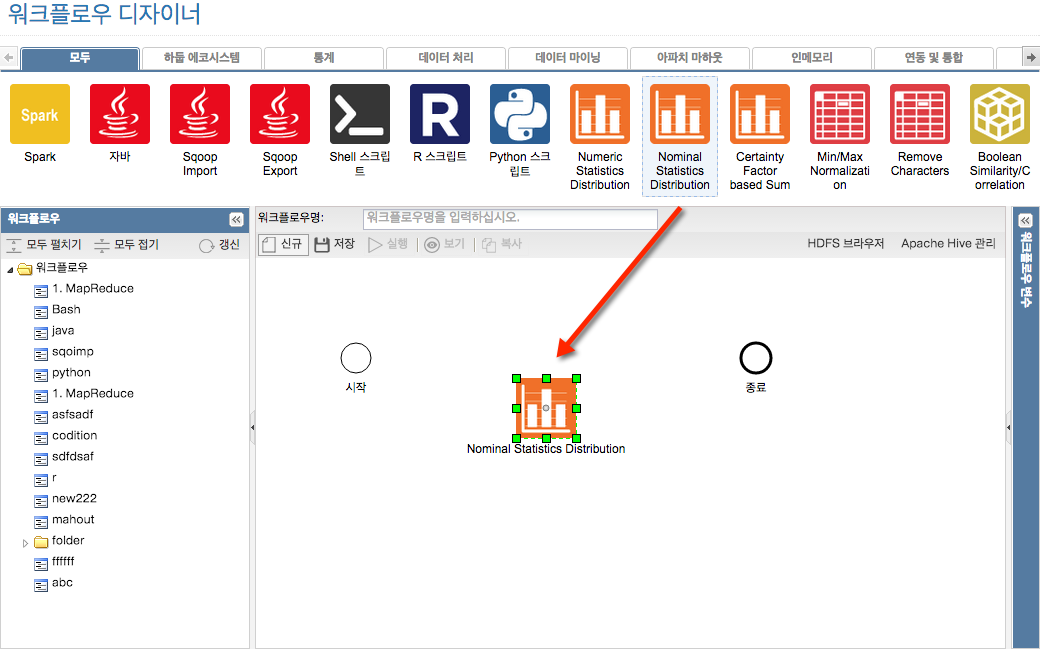 워크플로우 디자이너
모두
하둡 에코시스템
통계
데이터 처리
데이터 마이닝
아파치 마하웃
인메모리
연동 및 통합
Spark
R
Spark
자바
Sqoop
Import
Sqoop
Export
Shell 스크립
트
R 스크립트
Python 스크
립트
Numeric
Statistics
Distribution
Nominal
Statistics
Distribution
Certainty
Factor
based Sum
Min/Max
Normalizati
on
Remove
Characters
Boolean
Similarity/C
orrelation
워크플로우
모두 펼치기
모두 접기
갱신
워크플로우
1. MapReduce
Bash
java
sqoimp
python
1. MapReduce
asfsadf
codition
sdfdsaf
r
new222
mahout
folder
ffffff
abc
워크플로우명:
워크플로우명을 입력하십시오.
신규
저장
실행
보기
복사
HDFS 브라우저
Apache Hive 관리
시작
Nominal Statistics Distribution
종료
워크플로우 변수